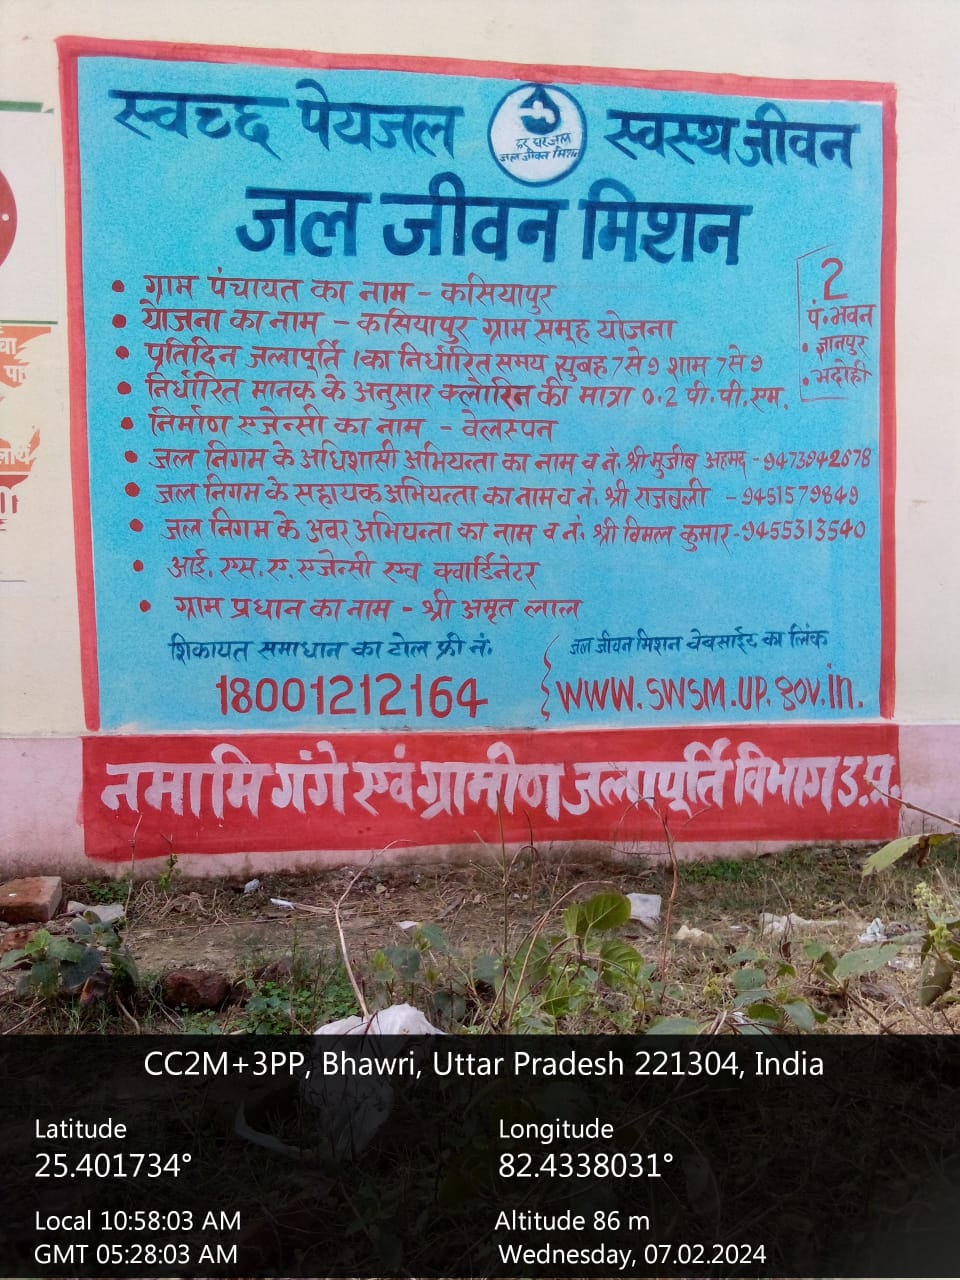 स्वच्छ पेयजल
हर घर जल
जल जीवन मिशन
स्वस्थ जीवन
जल जीवन मिशन
• ग्राम पंचायत का नाम - कसियापुर
• योजना का नाम - कसियापुर ग्राम समूह योजना
• प्रतिदिन जलापूर्ति का निर्धारित समय सुबह 7 से 9 शाम 7 से 9
• निर्धारित मानक के अनुसार क्लोरिन की मात्रा 0.2 पी.पी.एम.
• निर्माण एजेन्सी का नाम - वेलस्पन
• जल निगम के अधिशासी अभियन्ता का नाम व नं. श्री मुजीब अहमद - 9473942678
• जल निगम के सहायक अभियन्ता का नाम व नं. श्री राजबली - 9451579849
• जल निगम के अवर अभियन्ता का नाम व नं. श्री विमल कुमार - 9455313540
• आई. एस. ए. एजेन्सी एव क्वार्डिनेटर
• ग्राम प्रधान का नाम - श्री अमृत लाल
2
पं. भवन
• ज्ञानपुर
• भदोही
शिकायत समाधान का टोल फ्री नं.
18001212164
जल जीवन मिशन वेबसाईट का लिंक
www.swsm.up.gov.in.
नमामि गंगे एवं ग्रामीण जलापूर्ति विभाग उ.प्र.
CC2M+3PP, Bhawri, Uttar Pradesh 221304, India
Latitude
25.401734°
Longitude
82.4338031°
Local 10:58:03 AM
GMT 05:28:03 AM
Altitude 86 m
Wednesday, 07.02.2024